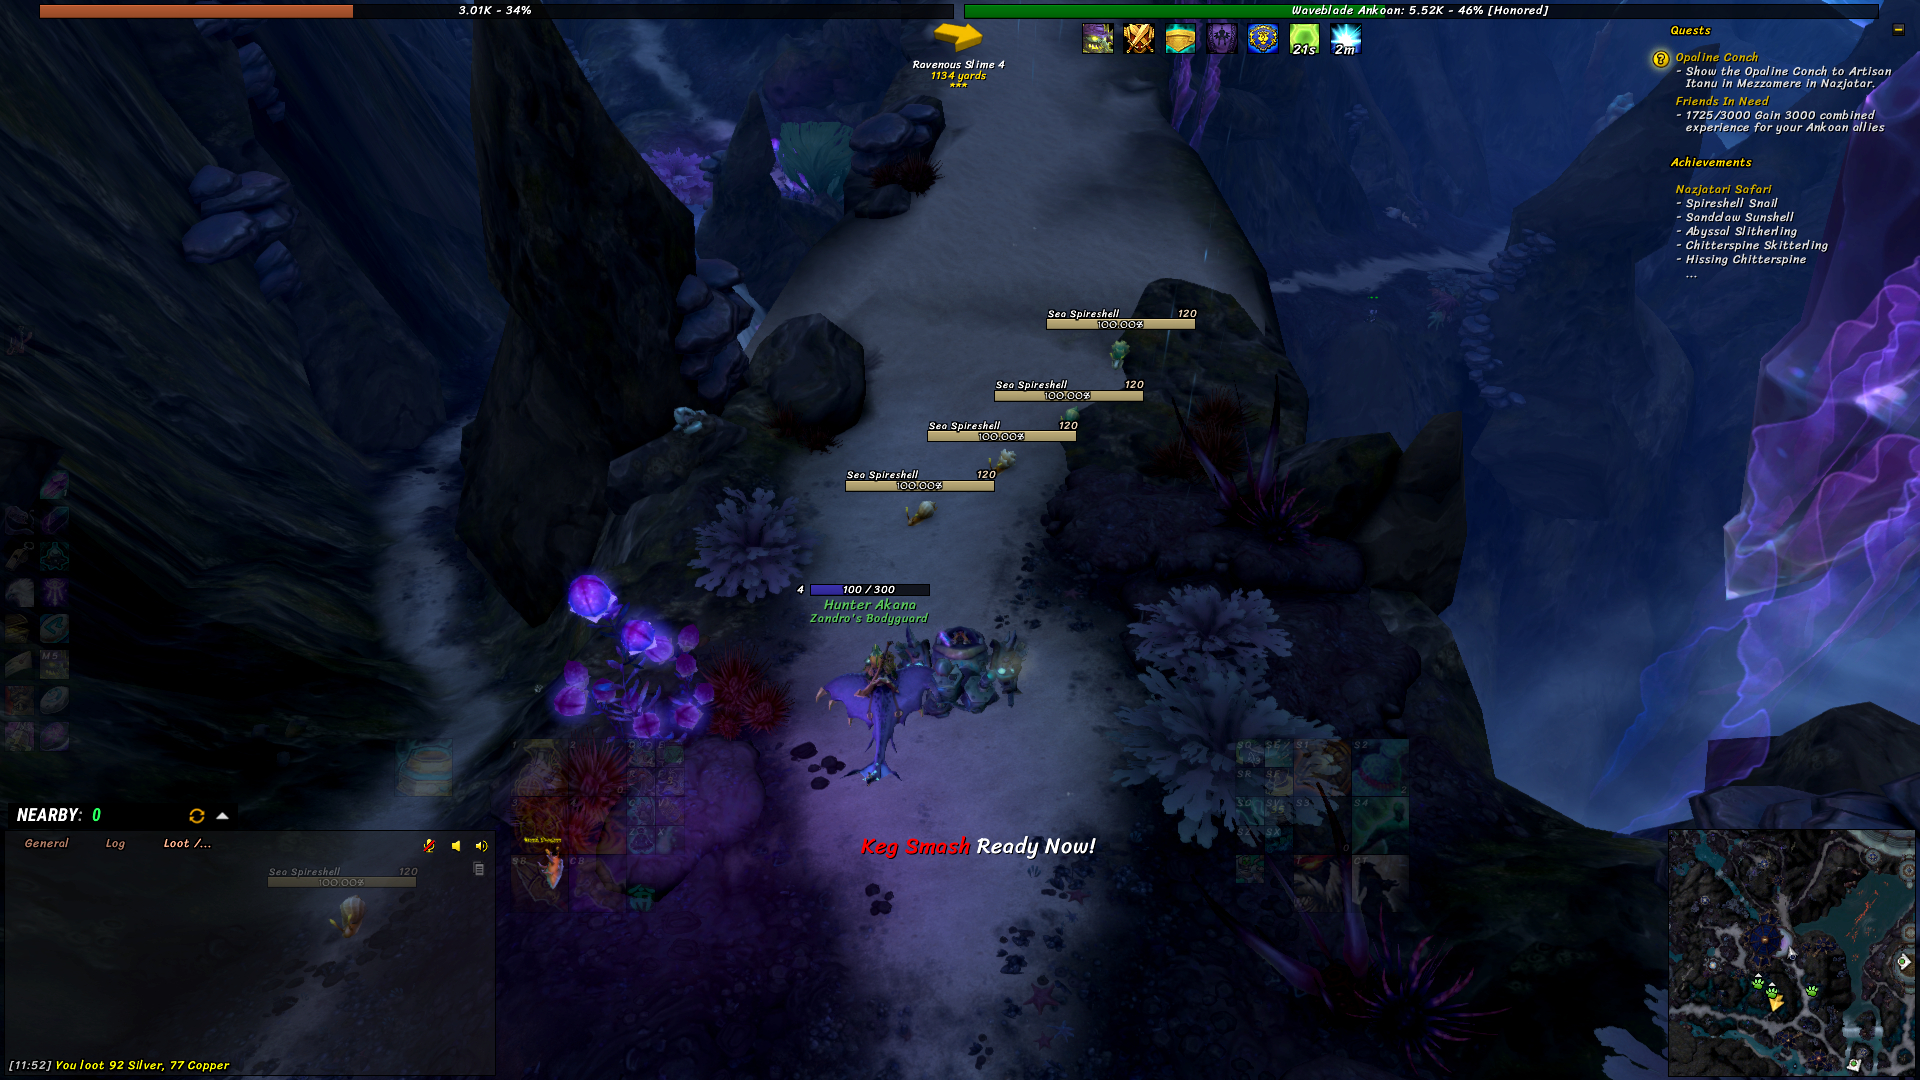 3.01K - 34%
Waveblade Ankoan: 5.52K - 46% [Honored]
21s
2m
Ravenous Slime 4
1134 yards
***
Quests
Opaline Conch
- Show the Opaline Conch to Artisan
Itanu in Mezzamere in Nazjatar.
Friends In Need
- 1725/3000 Gain 3000 combined
experience for your Ankoan allies
Achievements
Nazjatari Safari
- Spireshell Snail
- Sandclaw Sunshell
- Abyssal Slitherling
- Chitterspine Skitterling
- Hissing Chitterspine
...
Sea Spireshell 120
100.00%
Sea Spireshell 120
100.00%
Sea Spireshell 120
100.00%
Sea Spireshell 120
100.00%
4 100 / 300
Hunter Akana
Zandro's Bodyguard
Keg Smash Ready Now!
NEARBY: 0
General Log Loot /...
Sea Spireshell 120
100.00%
[11:52] You loot 92 Silver, 77 Copper